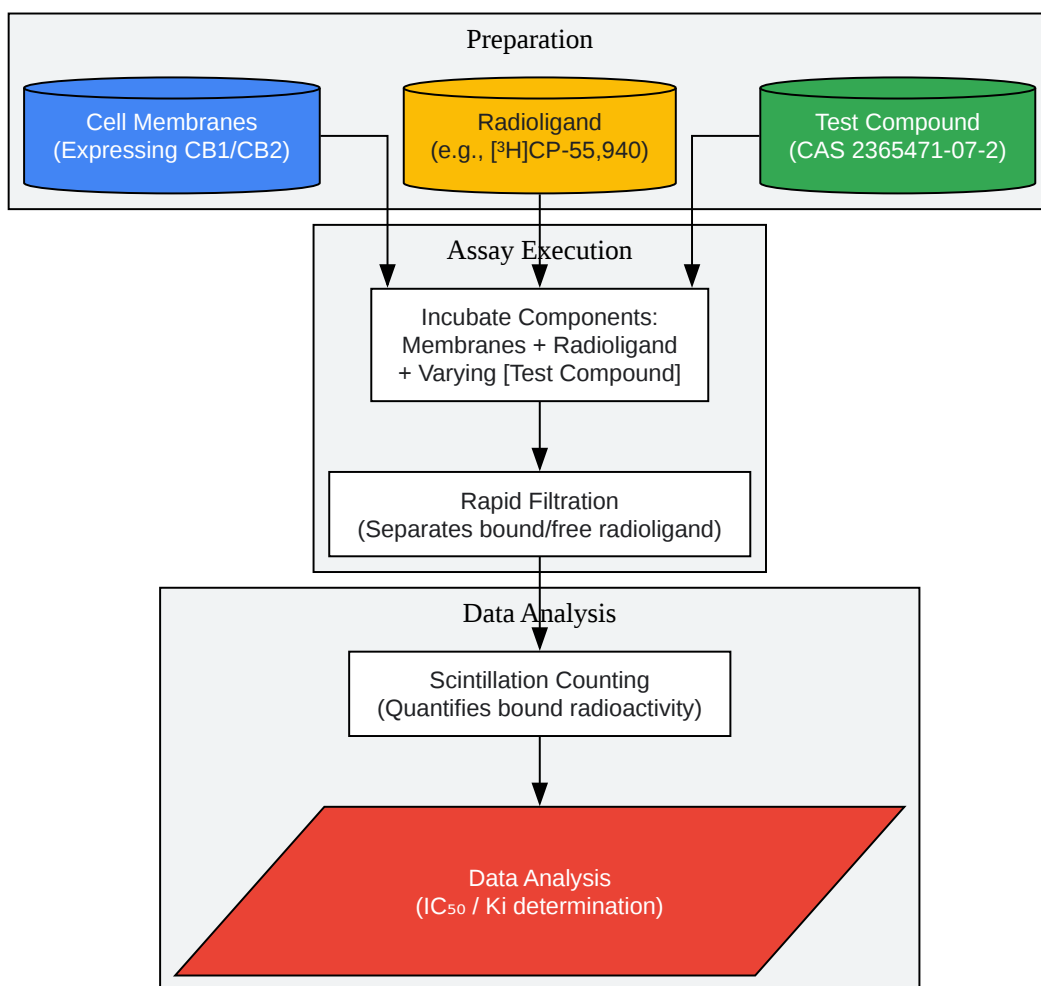 Preparation
Cell Membranes
(Expressing CB1/CB2)
Radioligand
(e.g., [³H]CP-55,940)
Test Compound
(CAS 2365471-07-2)
Assay Execution
Incubate Components:
Membranes + Radioligand
+ Varying [Test Compound]
Rapid Filtration
(Separates bound/free radioligand)
Data Analysis
Scintillation Counting
(Quantifies bound radioactivity)
Data Analysis
(IC₅₀ / Ki determination)